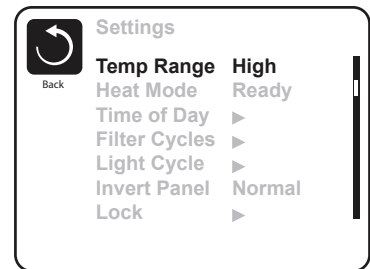 Settings
Back
Temp Range High
Heat Mode Ready
Time of Day ▶
Filter Cycles ▶
Light Cycle ▶
Invert Panel Normal
Lock ▶